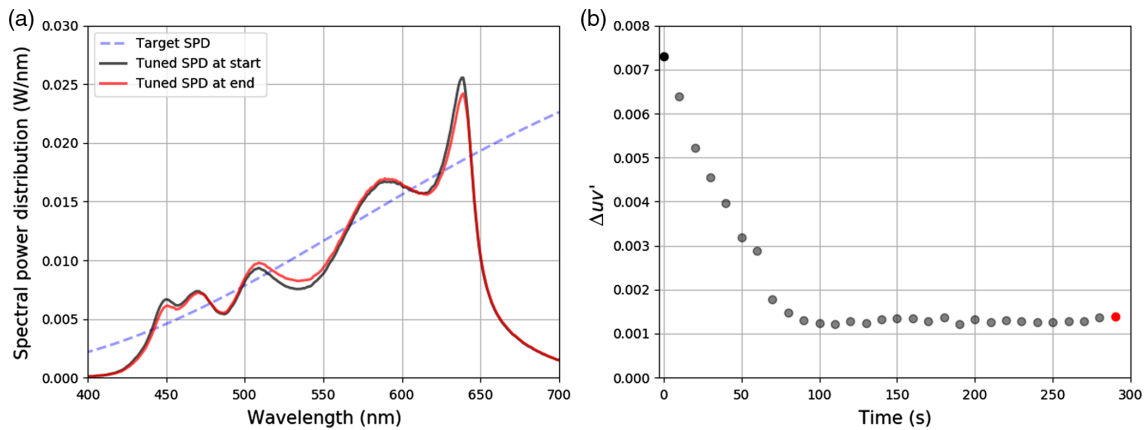 (a)
0.030
0.025
0.020
0.015
0.010
0.005
0.000
Spectral power distribution (W/nm)
Target SPD
Tuned SPD at start
Tuned SPD at end
400 450 500 550 600 650 700
Wavelength (nm)
(b)
0.008
0.007
0.006
0.005
0.004
0.003
0.002
0.001
0.000
Δuv'
0 50 100 150 200 250 300
Time (s)